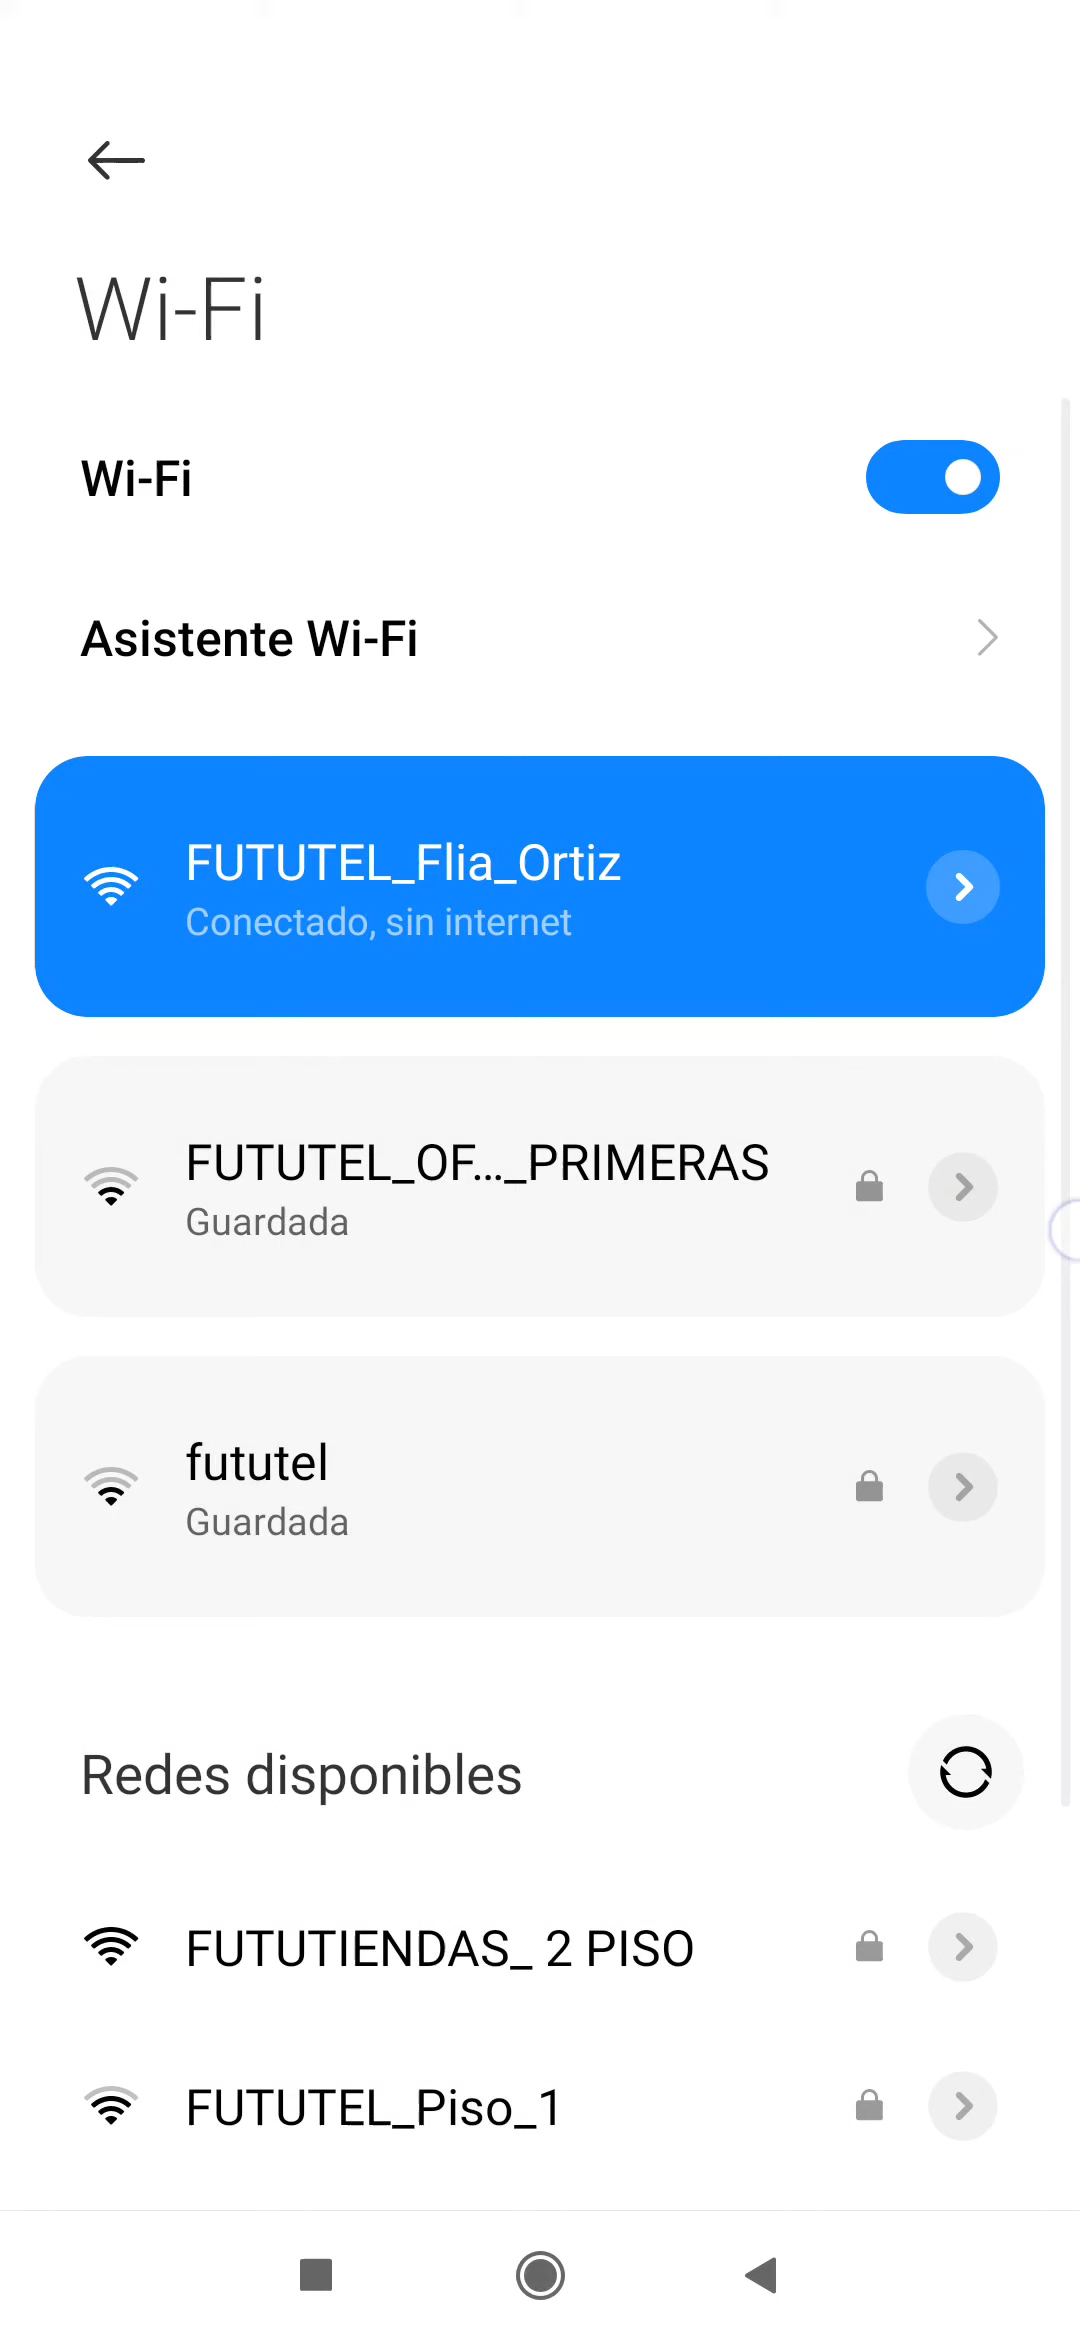 Wi-Fi
Wi-Fi
Asistente Wi-Fi
FUTUTEL_Flia_Ortiz
Conectado, sin internet
FUTUTEL_OF..._PRIMERAS
Guardada
fututel
Guardada
Redes disponibles
FUTUTIENDAS_ 2 PISO
FUTUTEL_Piso_1